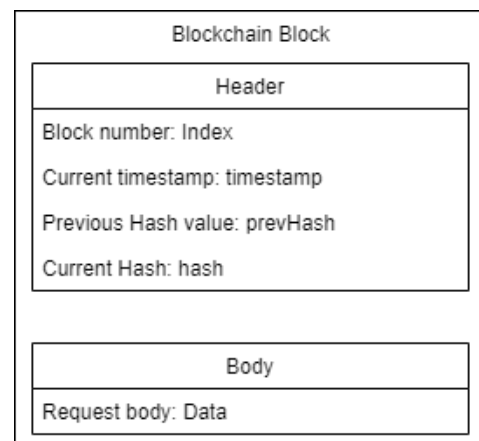 Blockchain Block
Header
Block number: Index
Current timestamp: timestamp
Previous Hash value: prevHash
Current Hash: hash
Body
Request body: Data